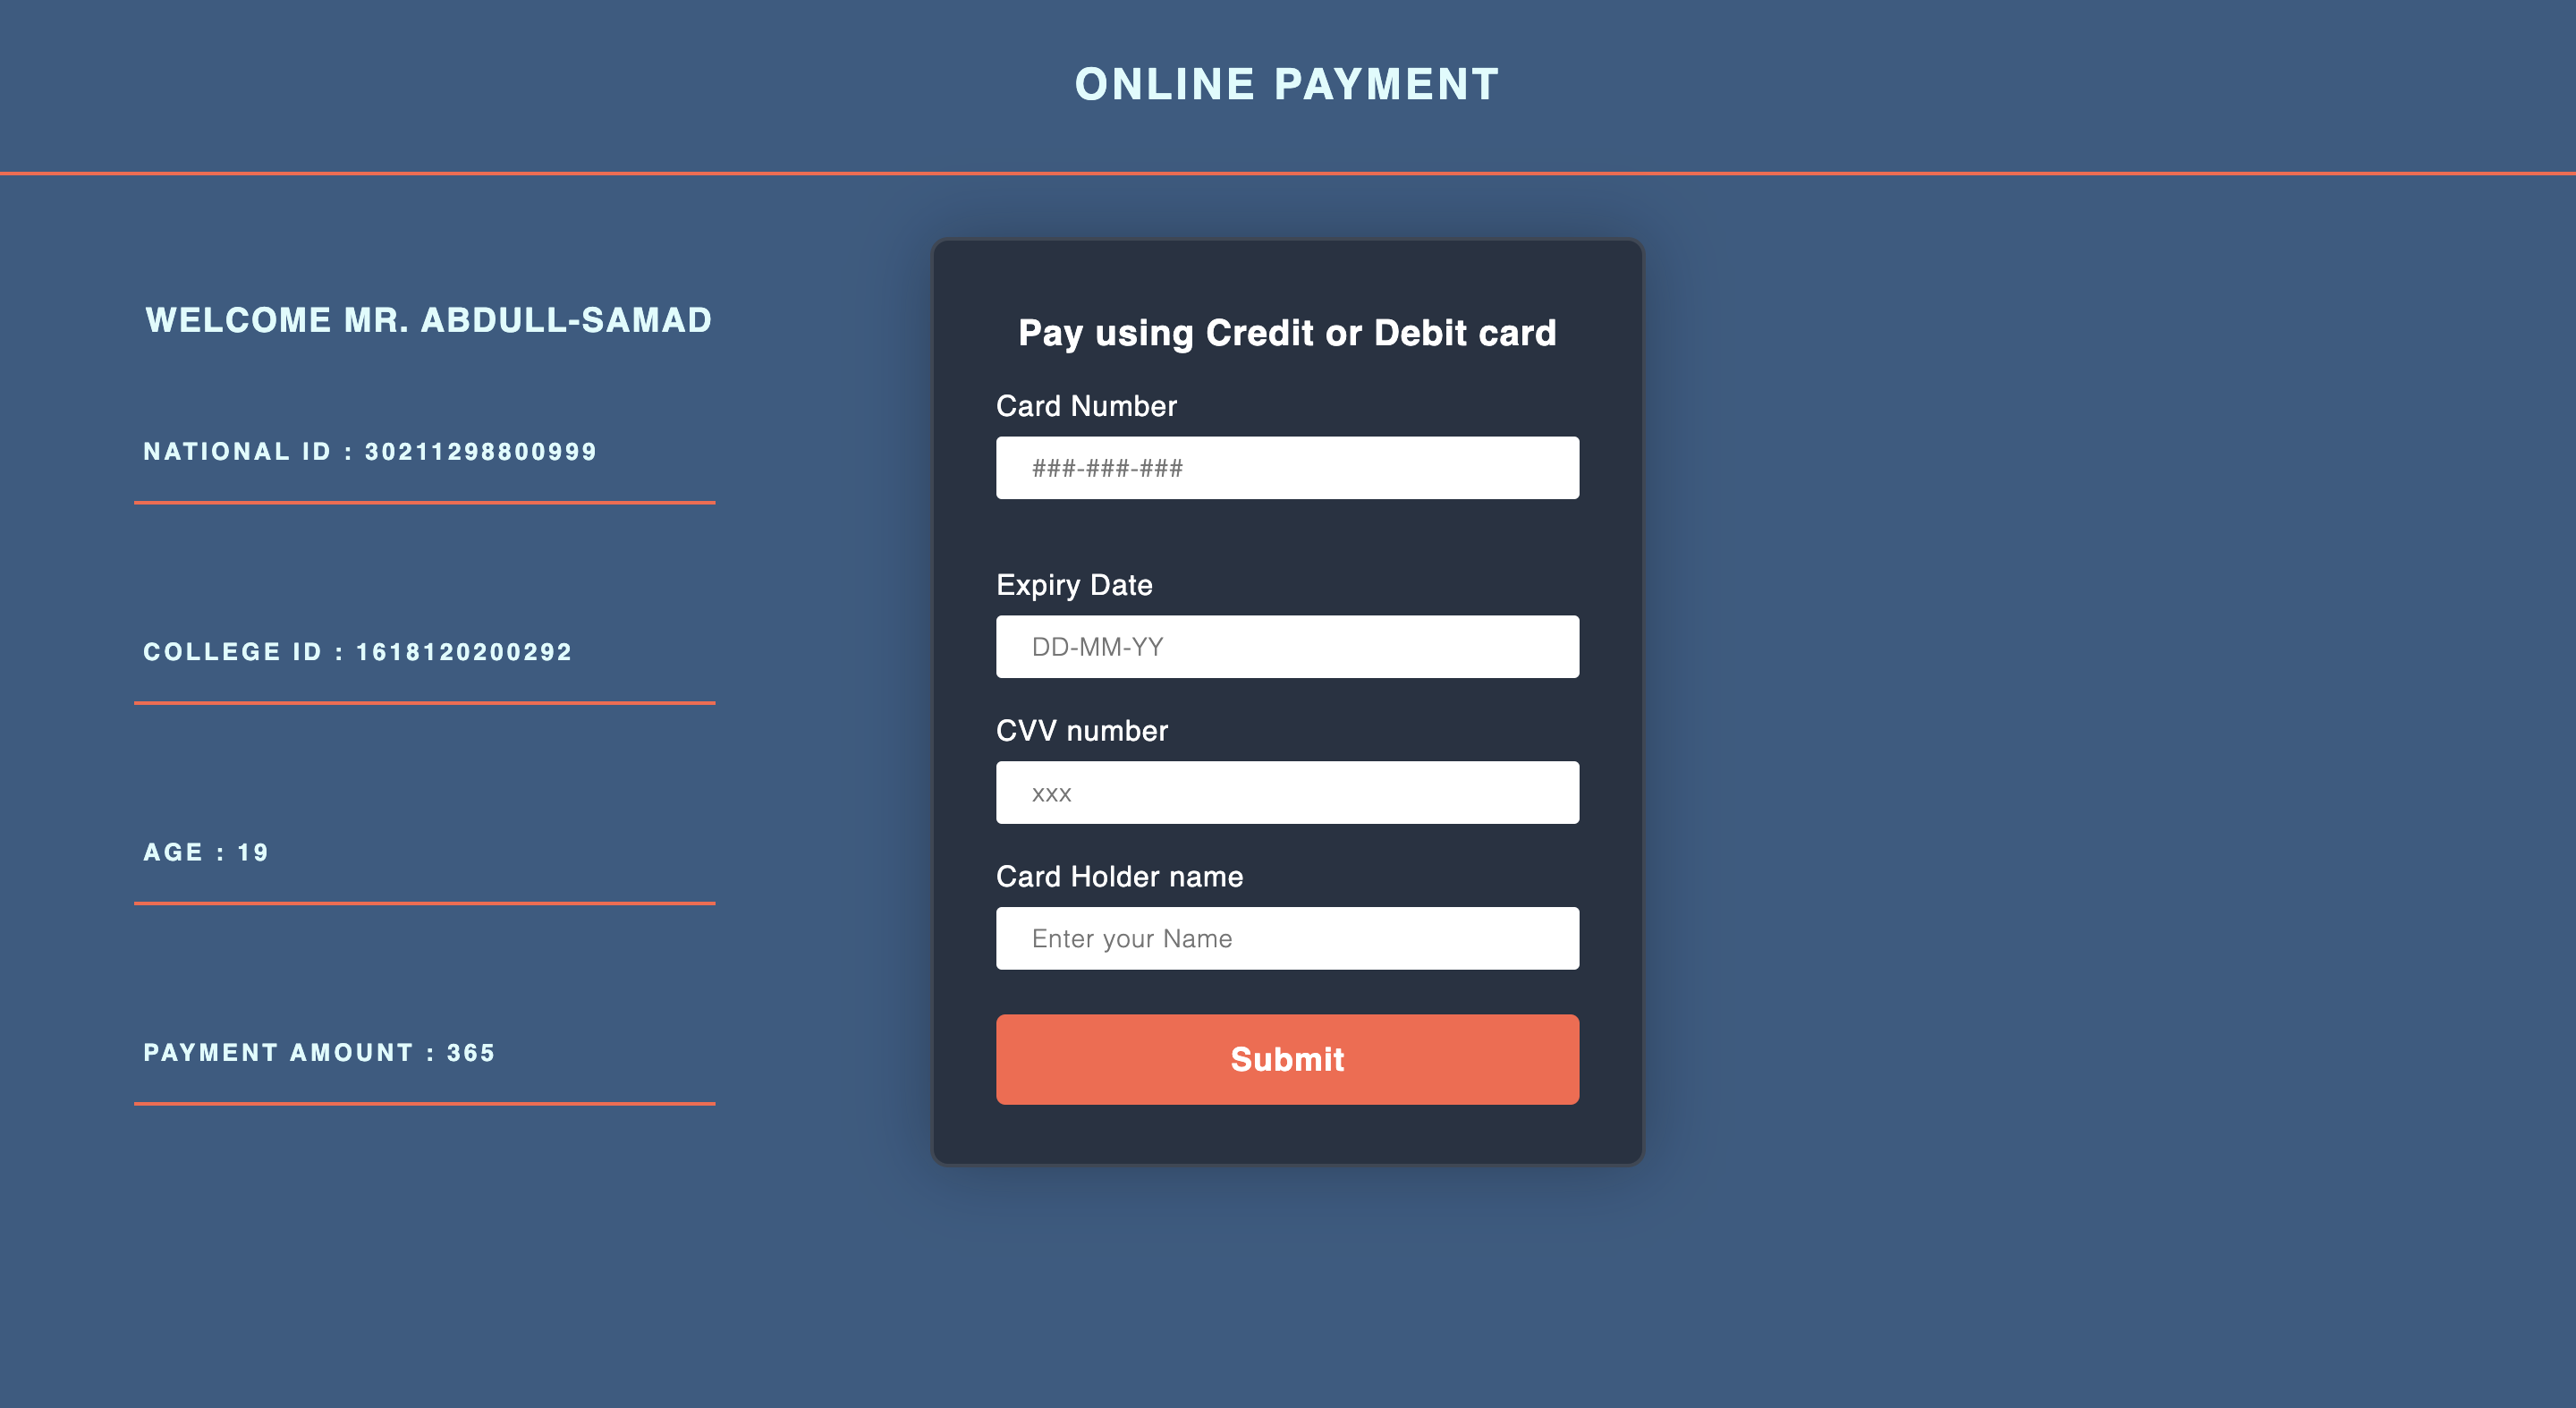 ONLINE PAYMENT
WELCOME MR. ABDULL-SAMAD
NATIONAL ID : 30211298800999
COLLEGE ID : 1618120200292
AGE : 19
PAYMENT AMOUNT : 365
Pay using Credit or Debit card
Card Number
###-###-###
Expiry Date
DD-MM-YY
CVV number
xxx
Card Holder name
Enter your Name
Submit